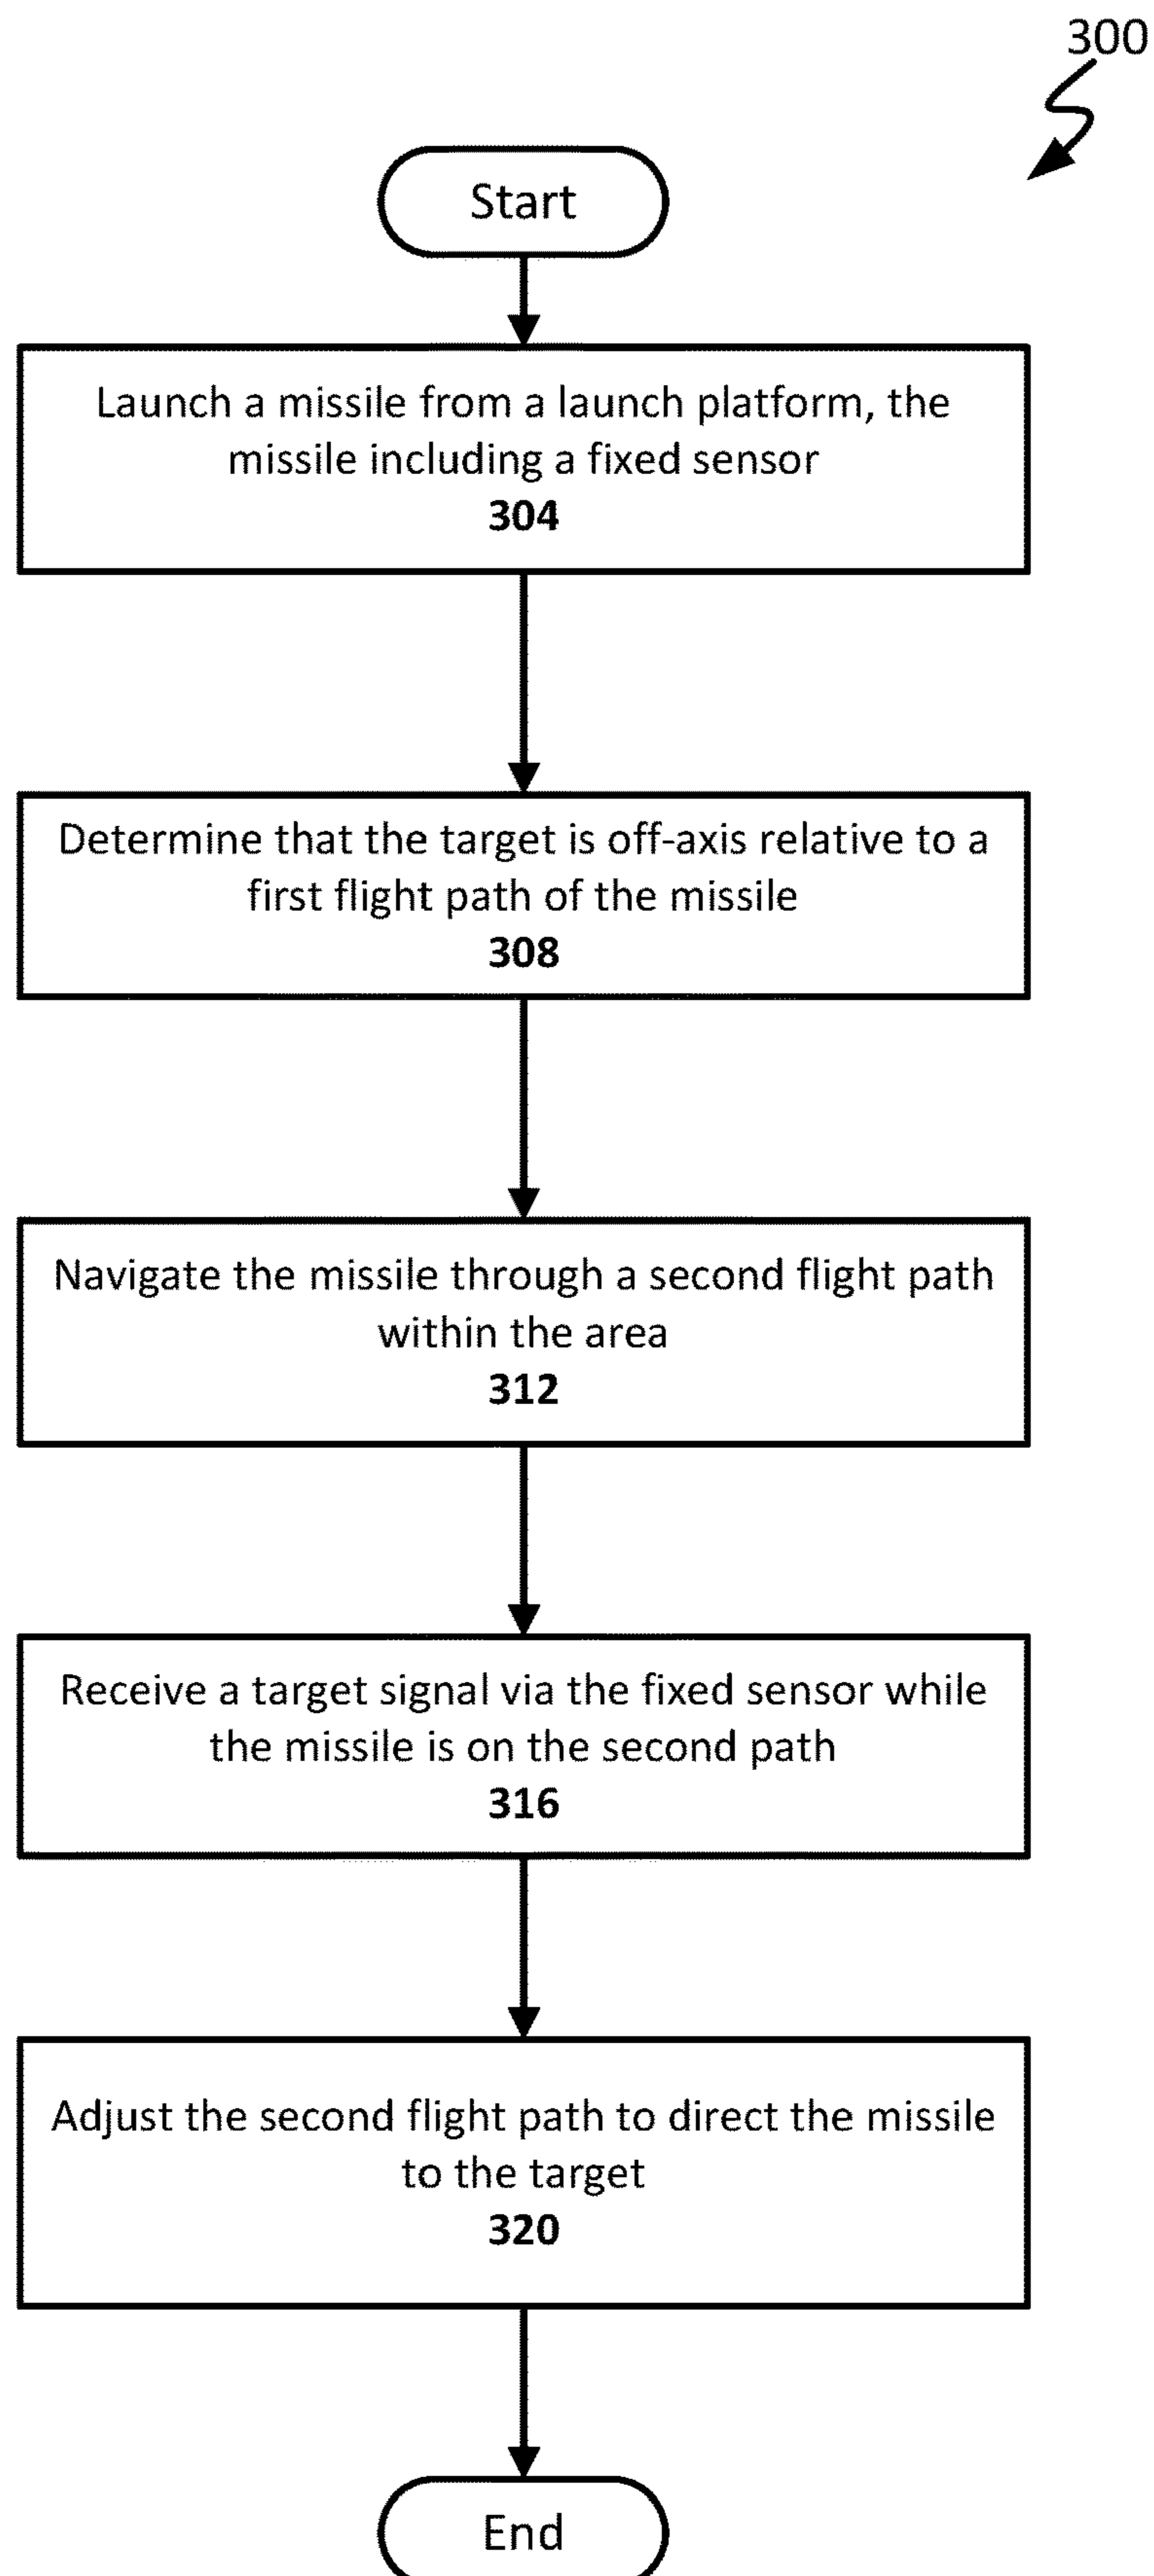 300
Start
Launch a missile from a launch platform, the
missile including a fixed sensor
304
Determine that the target is off-axis relative to a
first flight path of the missile
308
Navigate the missile through a second flight path
within the area
312
Receive a target signal via the fixed sensor while
the missile is on the second path
316
Adjust the second flight path to direct the missile
to the target
320
End